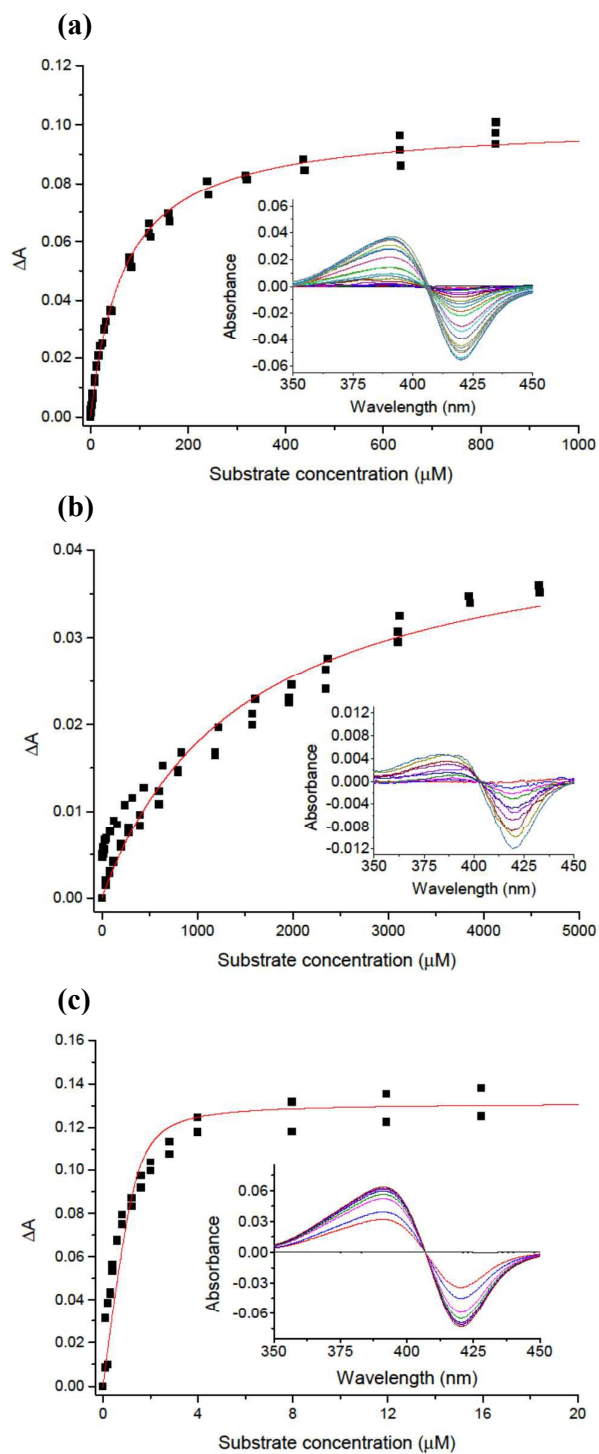 (a)
0.12
0.10
0.08
0.06
0.04
0.02
0.00
ΔA
0 200 400 600 800 1000
Substrate concentration (μM)
0.06
0.04
0.02
0.00
-0.02
-0.04
-0.06
Absorbance
350 375 400 425 450
Wavelength (nm)
(b)
0.04
0.03
0.02
0.01
0.00
ΔA
0 1000 2000 3000 4000 5000
Substrate concentration (μM)
0.012
0.008
0.004
0.000
-0.004
-0.008
-0.012
Absorbance
350 375 400 425 450
Wavelength (nm)
(c)
0.16
0.14
0.12
0.10
0.08
0.06
0.04
0.02
0.00
ΔA
0 4 8 12 16 20
Substrate concentration (μM)
0.06
0.03
0.00
-0.03
-0.06
Absorbance
350 400 450
Wavelength (nm)